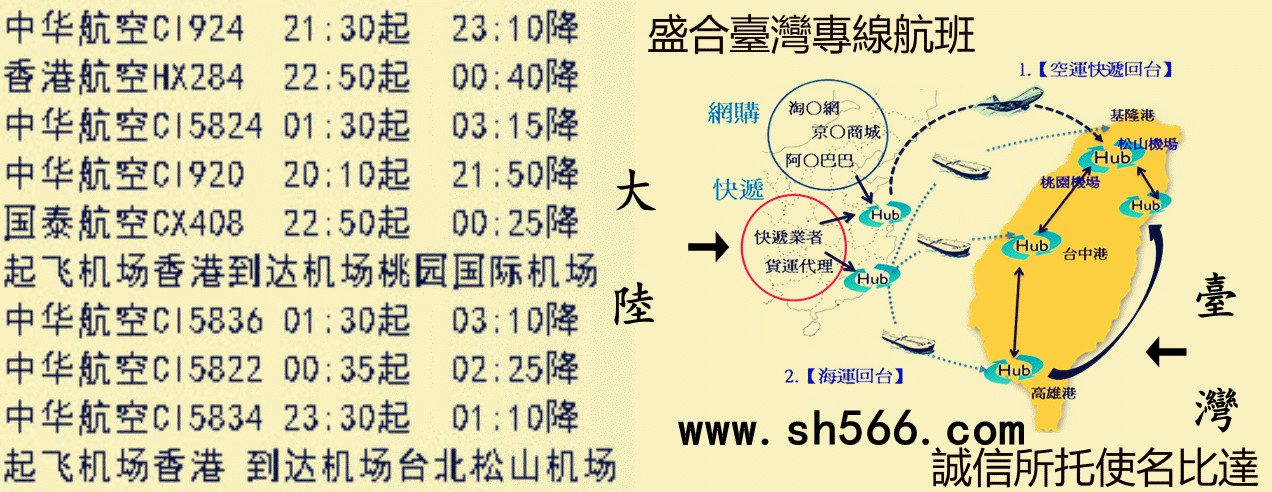 中华航空CI924 21:30起 23:10降
香港航空HX284 22:50起 00:40降
中华航空CI5824 01:30起 03:15降
中华航空CI920 20:10起 21:50降
国泰航空CX408 22:50起 00:25降
起飞机场香港到达机场桃园国际机场
中华航空CI5836 01:30起 03:10降
中华航空CI5822 00:35起 02:25降
中华航空CI5834 23:30起 01:10降
起飞机场香港 到达机场台北松山机场
盛合臺灣專線航班
1.【空運快遞回台】
網購
淘〇網
京〇商城
阿〇巴巴
快遞
快遞業者
貨運代理
Hub
Hub
大陸
基隆港
松山機場
Hub
桃園機場
Hub
Hub
台中港
Hub
高雄港
臺灣
2.【海運回台】
www.sh566.com
誠信所托使名比達